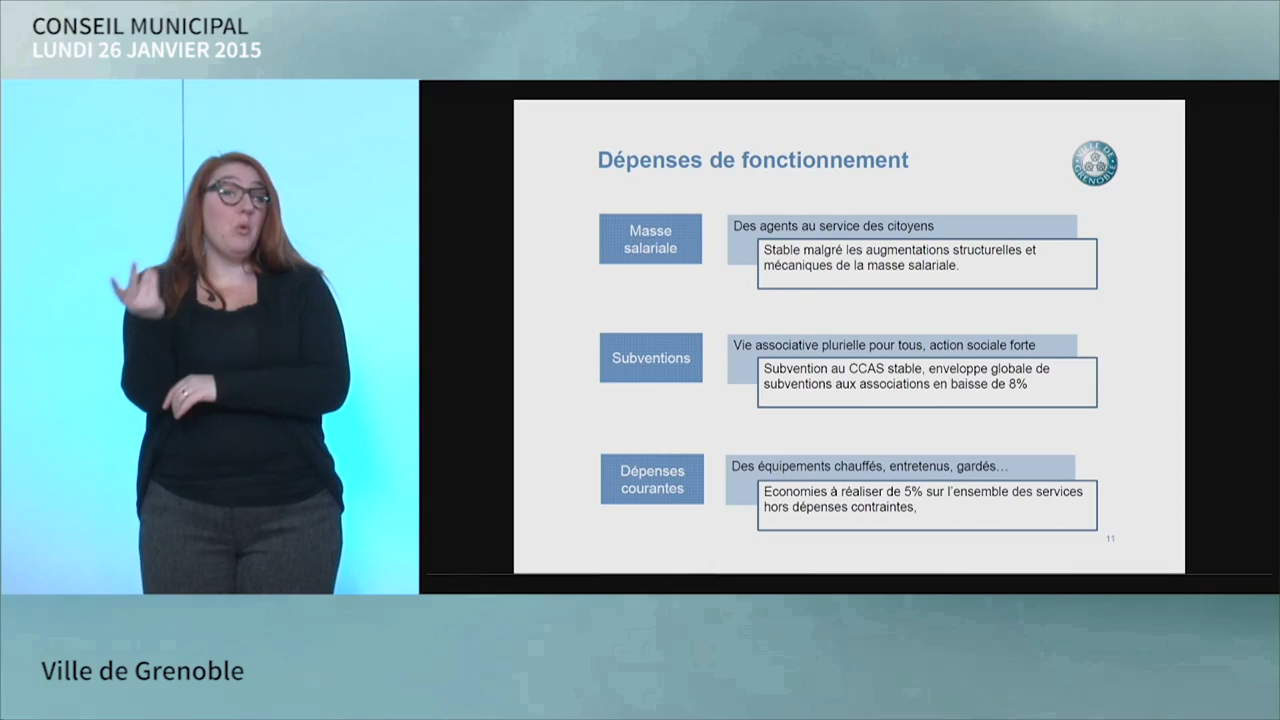 CONSEIL MUNICIPAL
LUNDI 26 JANVIER 2015
Dépenses de fonctionnement
VILLE DE GRENOBLE
Masse
salariale
Des agents au service des citoyens
Stable malgré les augmentations structurelles et
mécaniques de la masse salariale.
Subventions
Vie associative plurielle pour tous, action sociale forte
Subvention au CCAS stable, enveloppe globale de
subventions aux associations en baisse de 8%
Dépenses
courantes
Des équipements chauffés, entretenus, gardés…
Economies à réaliser de 5% sur l'ensemble des services
hors dépenses contraintes,
11
Ville de Grenoble